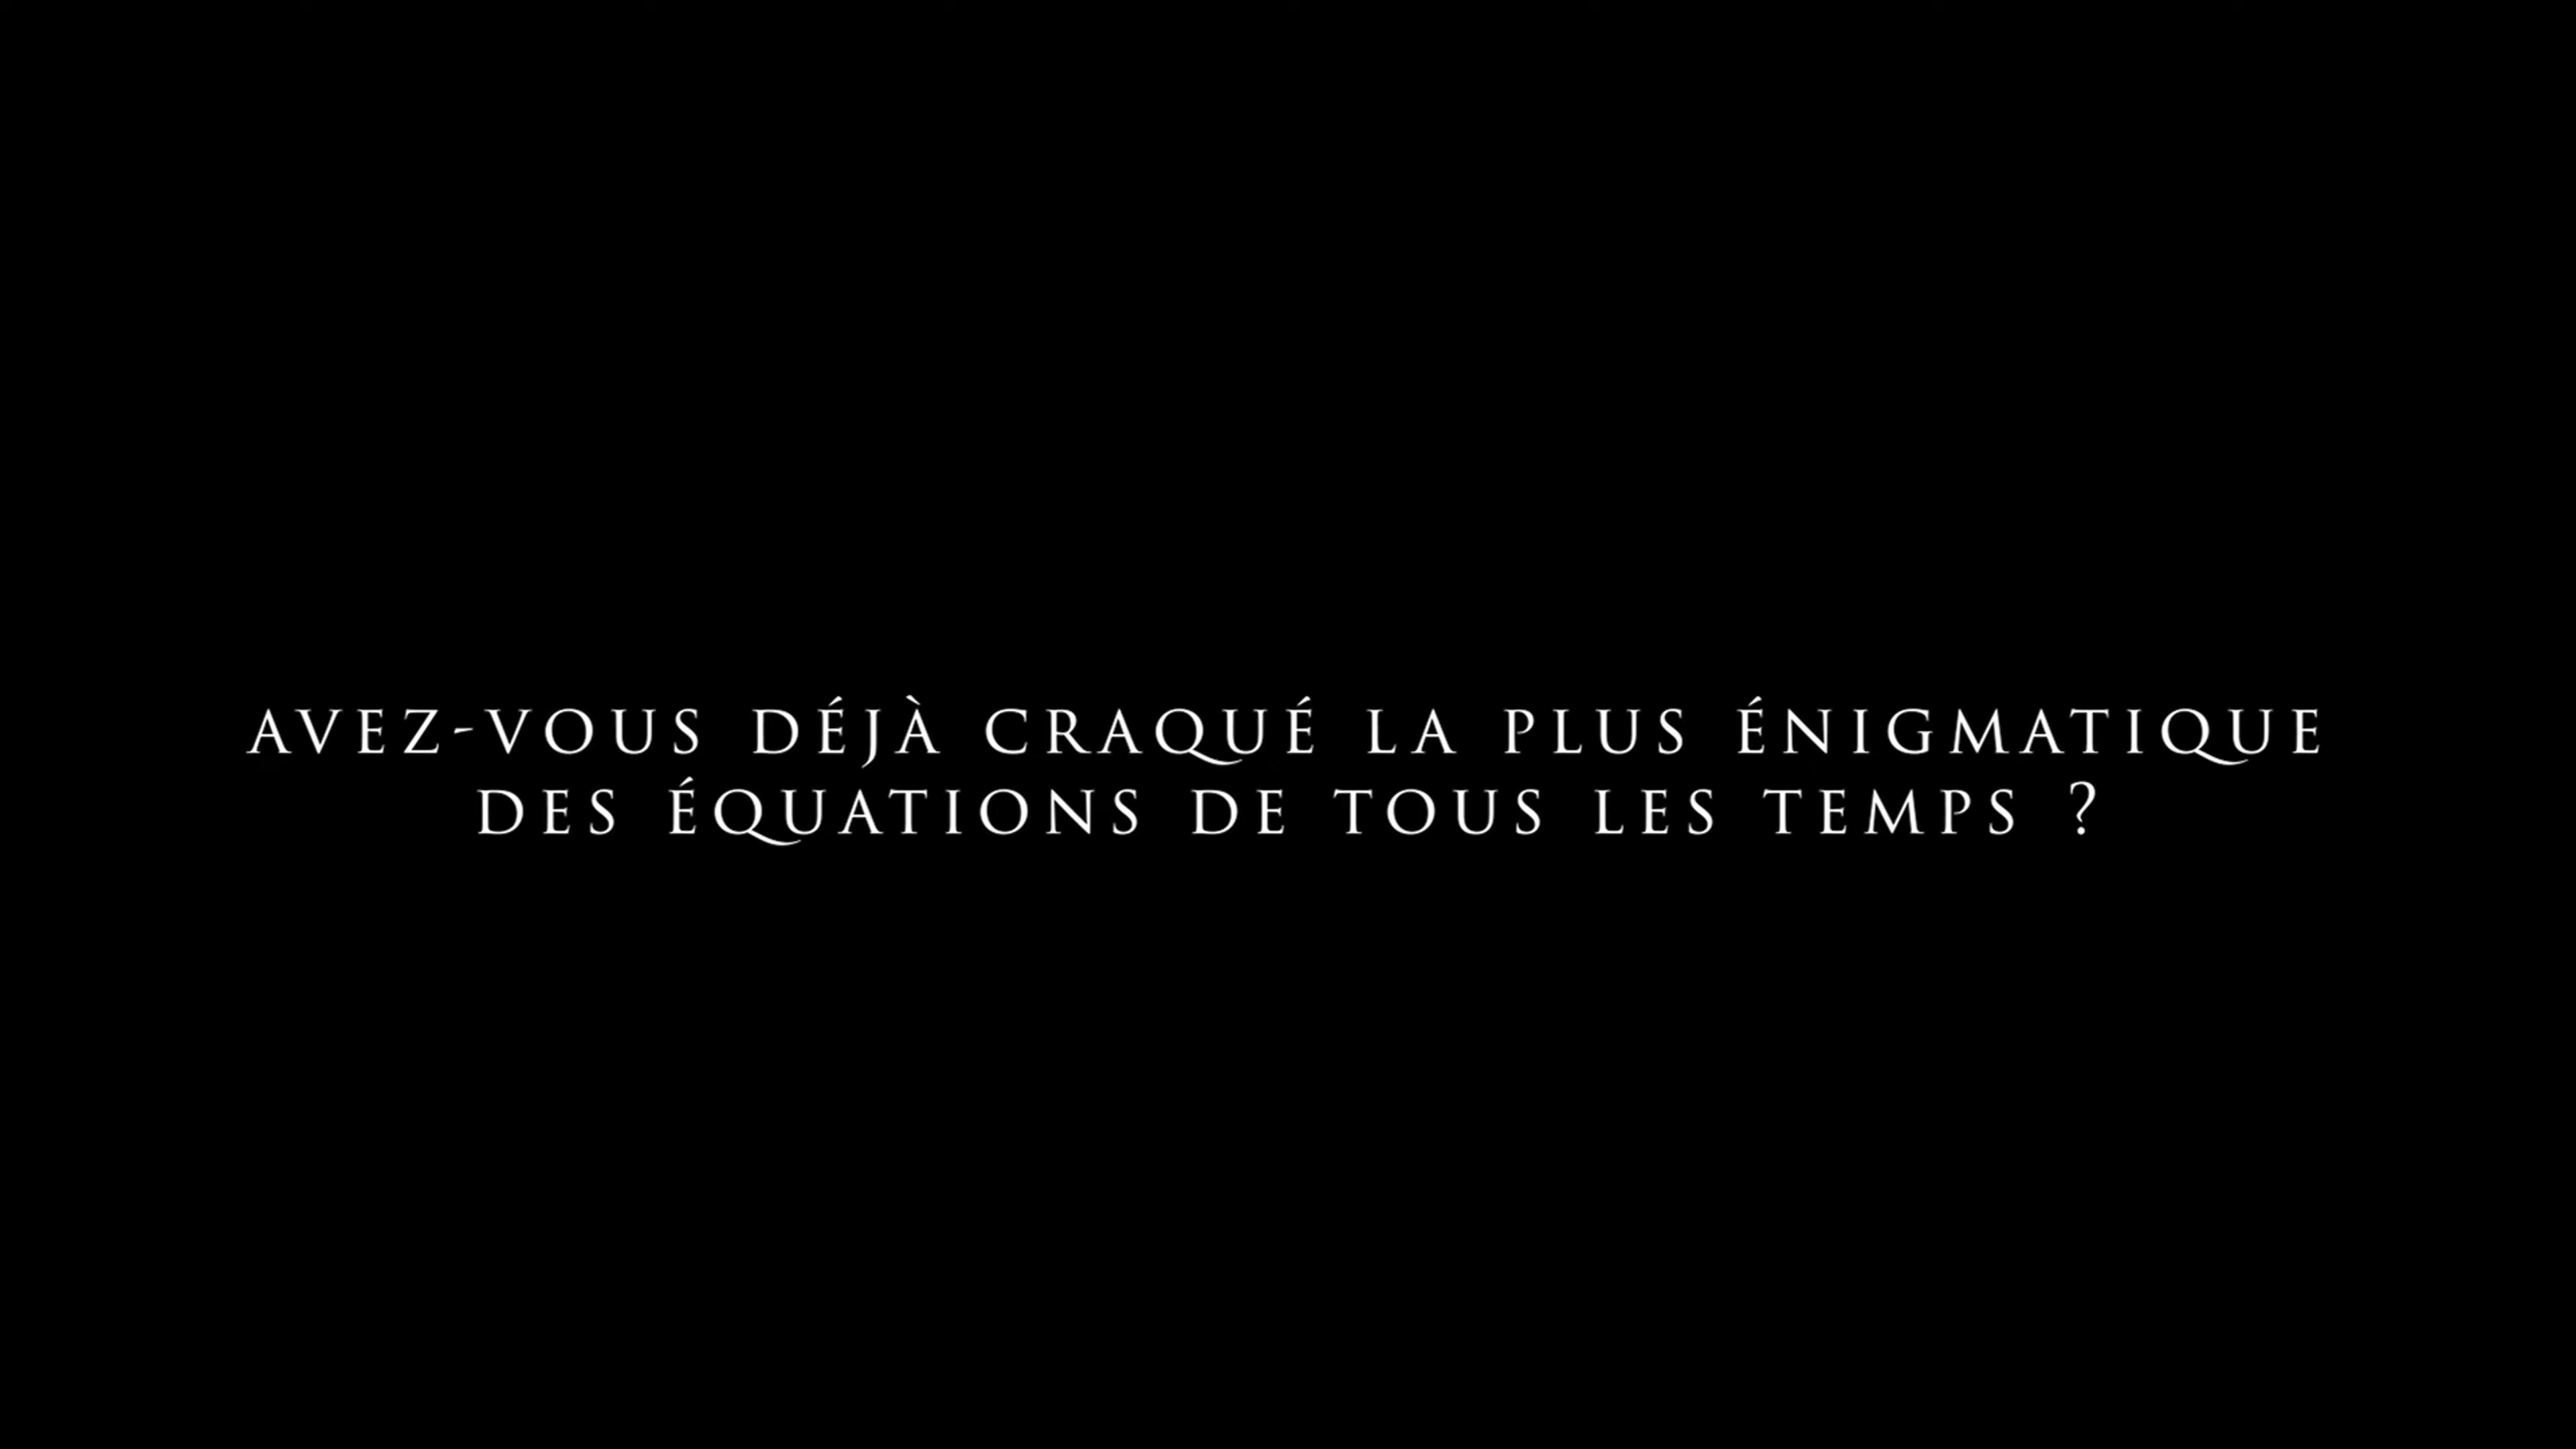 AVEZ-VOUS DÉJÀ CRAQUÉ LA PLUS ÉNIGMATIQUE
DES ÉQUATIONS DE TOUS LES TEMPS ?